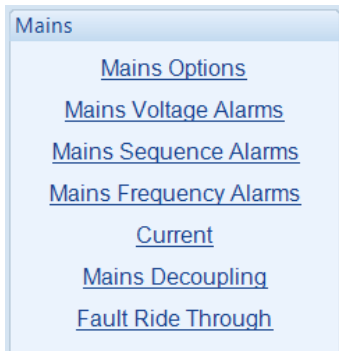 Mains
Mains Options
Mains Voltage Alarms
Mains Sequence Alarms
Mains Frequency Alarms
Current
Mains Decoupling
Fault Ride Through